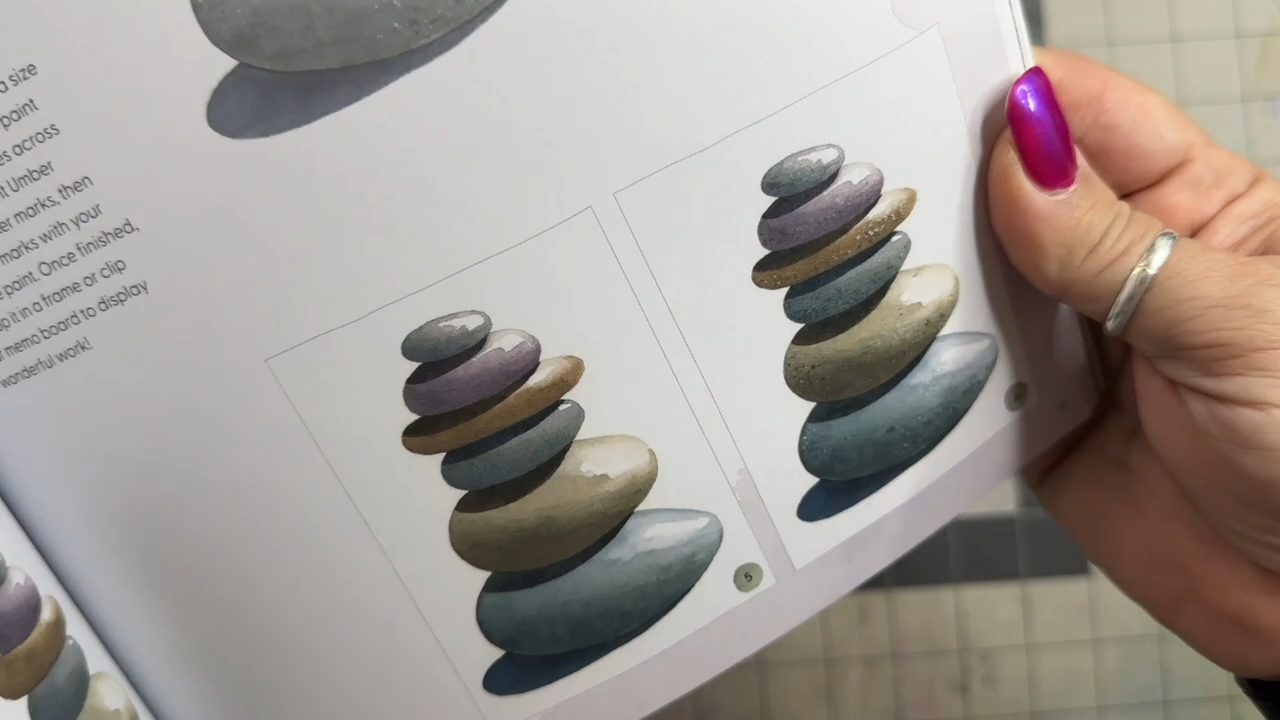 a size
paint
es across
t Umber
er marks, then
marks with your
e paint. Once finished,
op it in a frame or clip
r memo board to display
wonderful work!
5